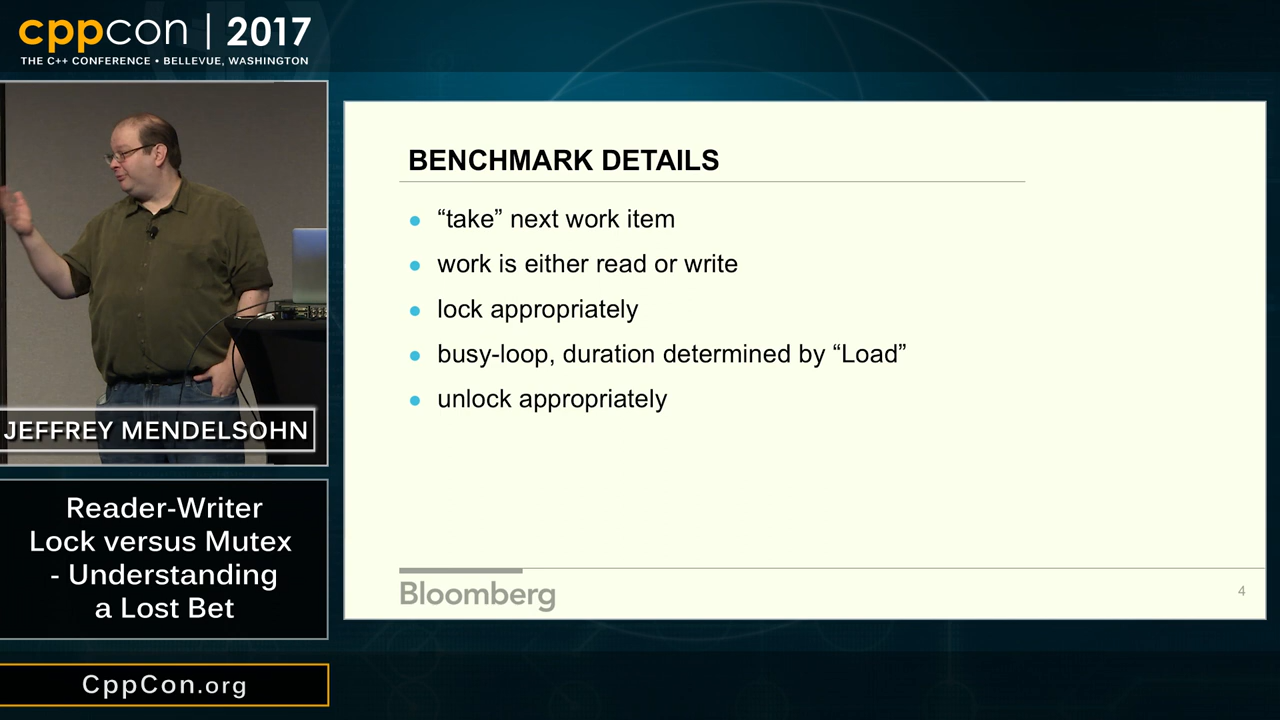 cppcon | 2017
THE C++ CONFERENCE • BELLEVUE, WASHINGTON
JEFFREY MENDELSOHN
Reader-Writer
Lock versus Mutex
- Understanding
a Lost Bet
CppCon.org
BENCHMARK DETAILS
• “take” next work item
• work is either read or write
• lock appropriately
• busy-loop, duration determined by “Load”
• unlock appropriately
Bloomberg
4